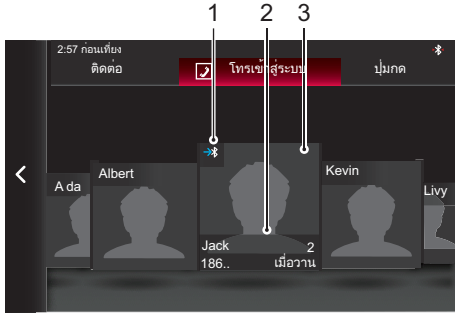 1 2 3
2:57 ก่อนเที่ยง
ติดต่อ โทรเข้าสู่ระบบ ปุ่มกด
A da Albert Kevin Livy
Jack 2
186.. เมื่อวาน